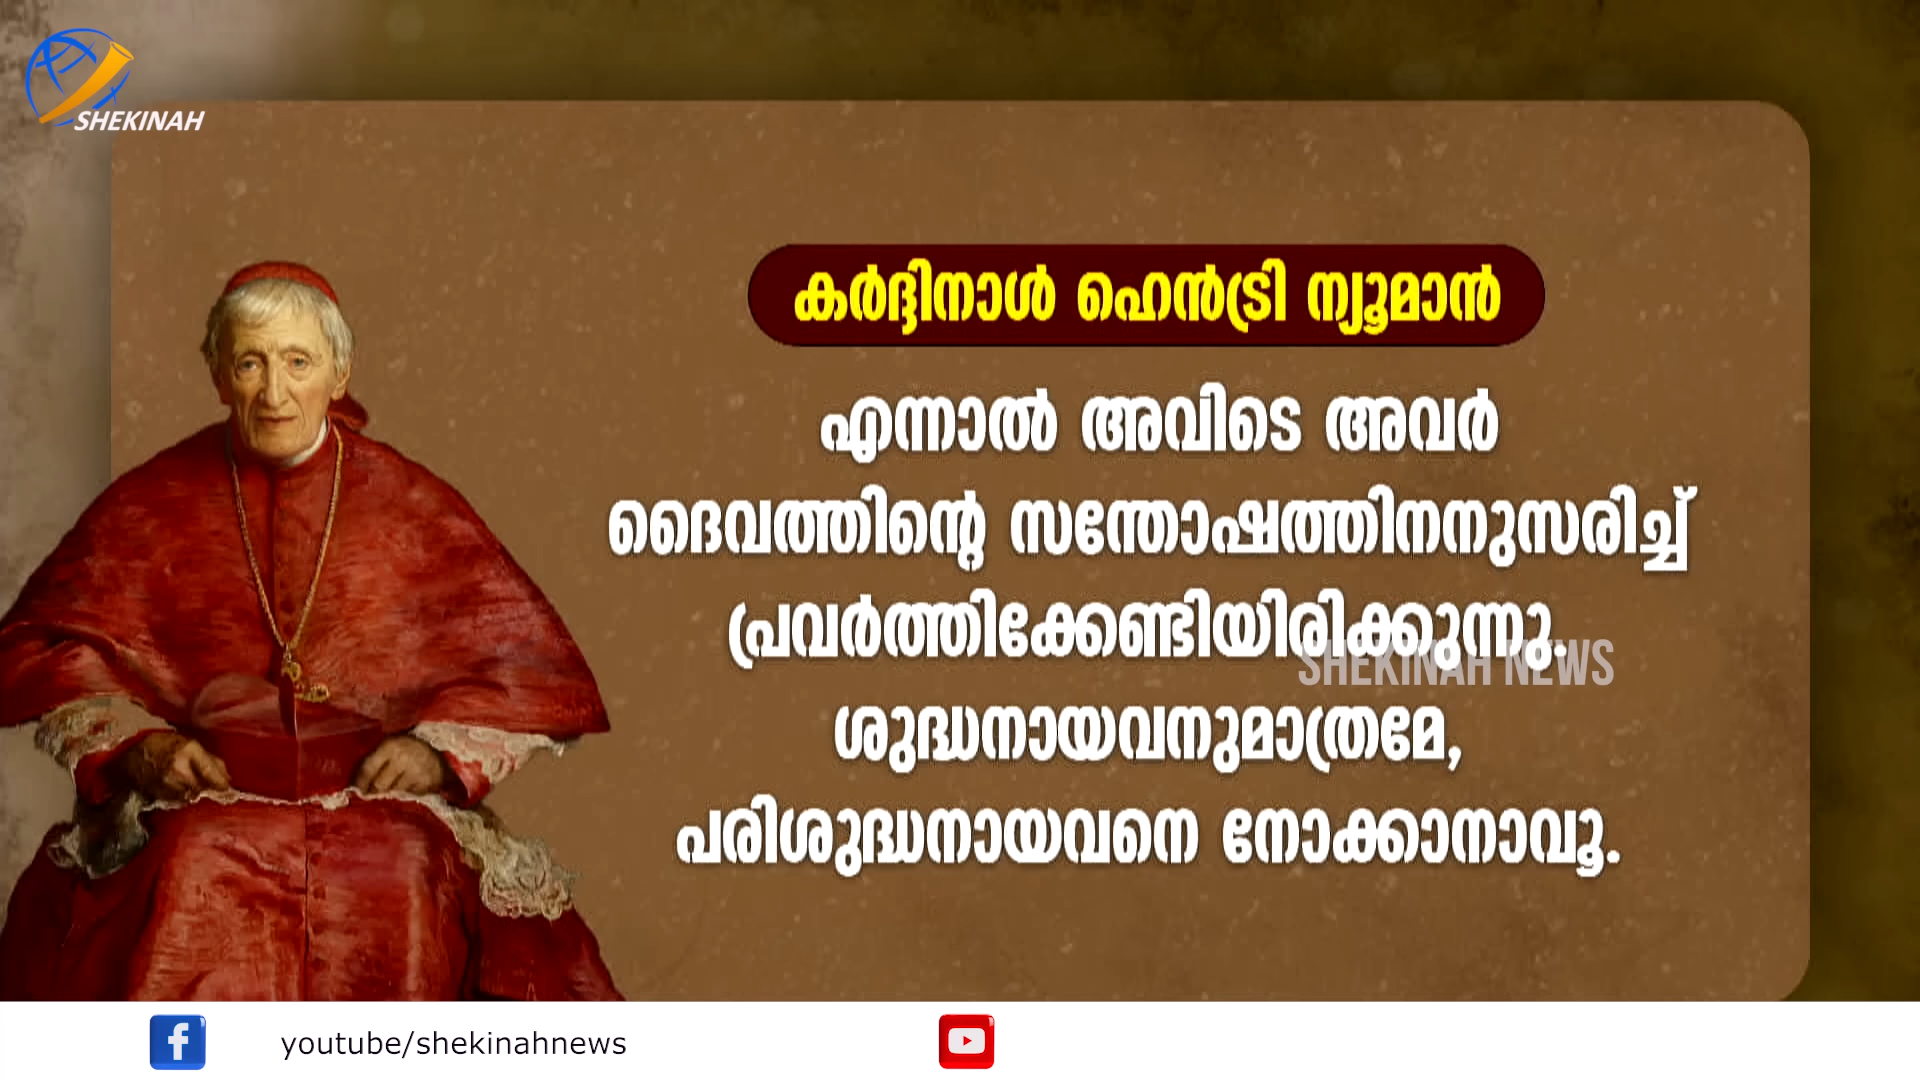 SHEKINAH
കർദ്ദിനാൾ ഹെൻട്രി ന്യൂമാൻ
എന്നാൽ അവിടെ അവർ
ദൈവത്തിന്റെ സന്തോഷത്തിനനുസരിച്ച്
പ്രവർത്തിക്കേണ്ടിയിരിക്കുന്നു.
SHEKINAH NEWS
ശുദ്ധനായവനുമാത്രമേ,
പരിശുദ്ധനായവനെ നോക്കാനാവൂ.
youtube/shekinahnews